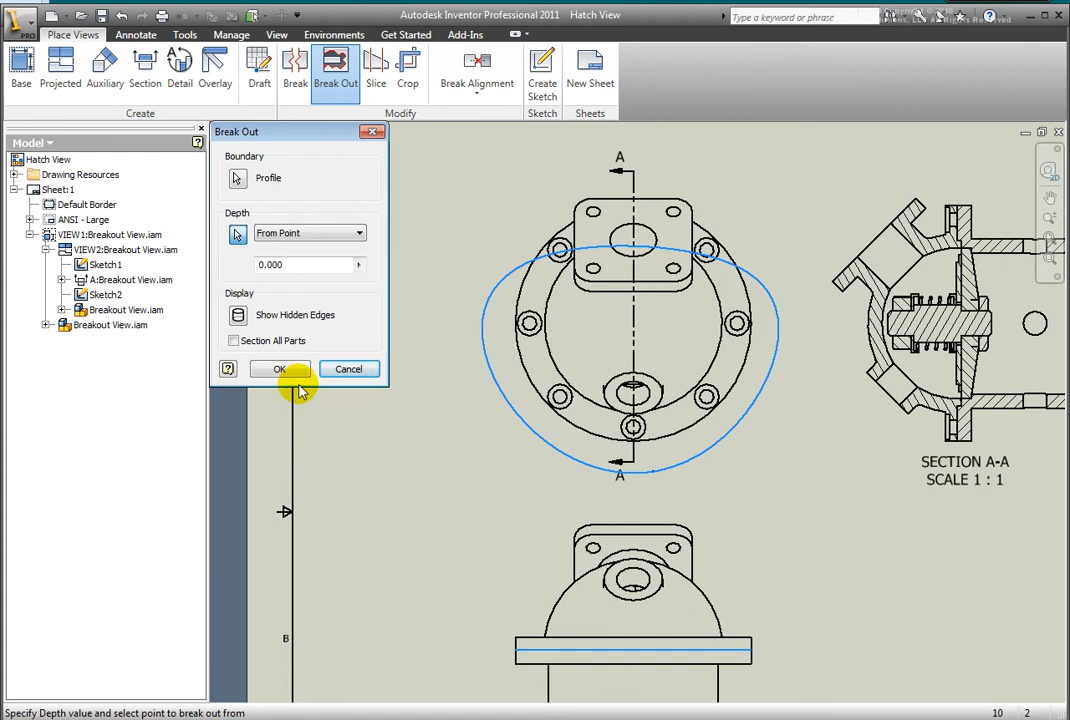 Autodesk Inventor Professional 2011   Hatch View
Type a keyword or phrase
PRO
Place Views Annotate Tools Manage View Environments Get Started Add-Ins
Base Projected Auxiliary Section Detail Overlay Draft Break Break Out Slice Crop Break Alignment Create Sketch New Sheet
Create Modify Sketch Sheets
Model
Hatch View
Drawing Resources
Sheet:1
Default Border
ANSI - Large
VIEW1:Breakout View.iam
VIEW2:Breakout View.iam
Sketch1
A:Breakout View.iam
Sketch2
Breakout View.iam
Breakout View.iam
Break Out
Boundary
Profile
Depth
From Point
0.000
Display
Show Hidden Edges
Section All Parts
OK Cancel
A
A
SECTION A-A
SCALE 1 : 1
B
2D
Specify Depth value and select point to break out from
10 2